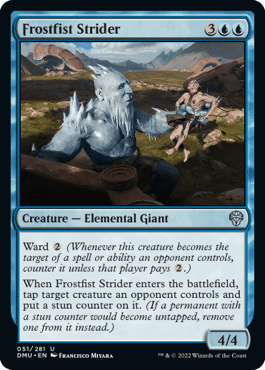 Frostfist Strider 3
Creature — Elemental Giant
Ward 2 (Whenever this creature becomes the
target of a spell or ability an opponent controls,
counter it unless that player pays 2.)
When Frostfist Strider enters the battlefield,
tap target creature an opponent controls and
put a stun counter on it. (If a permanent with
a stun counter would become untapped, remove
one from it instead.)
4/4
051/281 U
DMU • EN Francisco Miyara
™ & © 2022 Wizards of the Coast